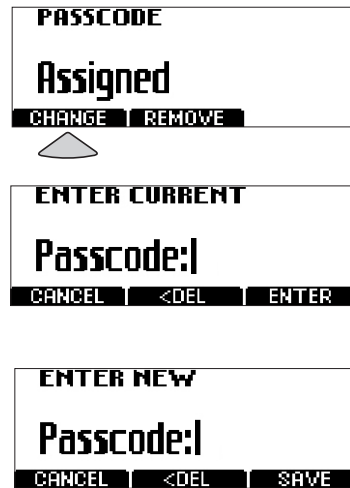 PASSCODE
Assigned
CHANGE REMOVE
ENTER CURRENT
Passcode:
CANCEL <DEL ENTER
ENTER NEW
Passcode:
CANCEL <DEL SAVE